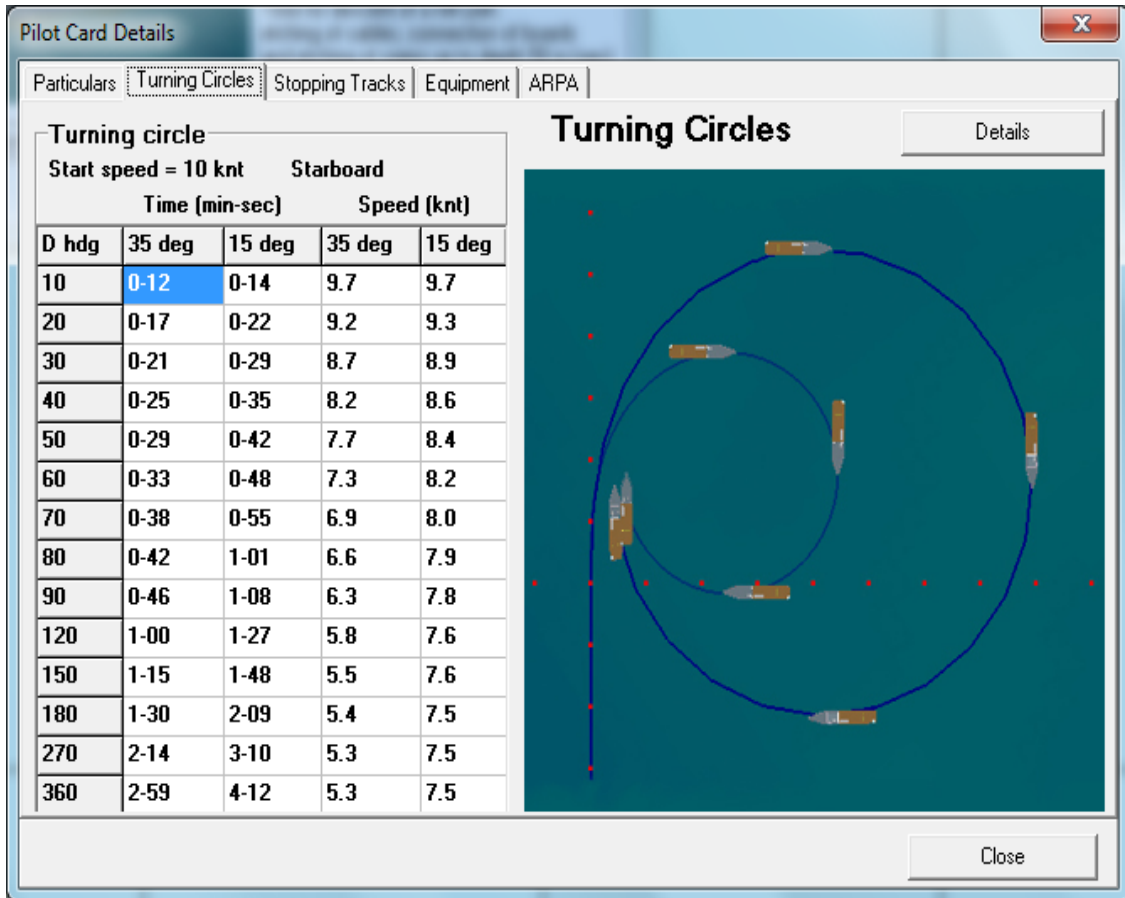 Pilot Card Details
x
Particulars Turning Circles Stopping Tracks Equipment ARPA
Turning circle
Start speed = 10 knt Starboard
Time (min-sec) Speed (knt)
D hdg 35 deg 15 deg 35 deg 15 deg
10 0-12 0-14 9.7 9.7
20 0-17 0-22 9.2 9.3
30 0-21 0-29 8.7 8.9
40 0-25 0-35 8.2 8.6
50 0-29 0-42 7.7 8.4
60 0-33 0-48 7.3 8.2
70 0-38 0-55 6.9 8.0
80 0-42 1-01 6.6 7.9
90 0-46 1-08 6.3 7.8
120 1-00 1-27 5.8 7.6
150 1-15 1-48 5.5 7.6
180 1-30 2-09 5.4 7.5
270 2-14 3-10 5.3 7.5
360 2-59 4-12 5.3 7.5
Turning Circles
Details
Close